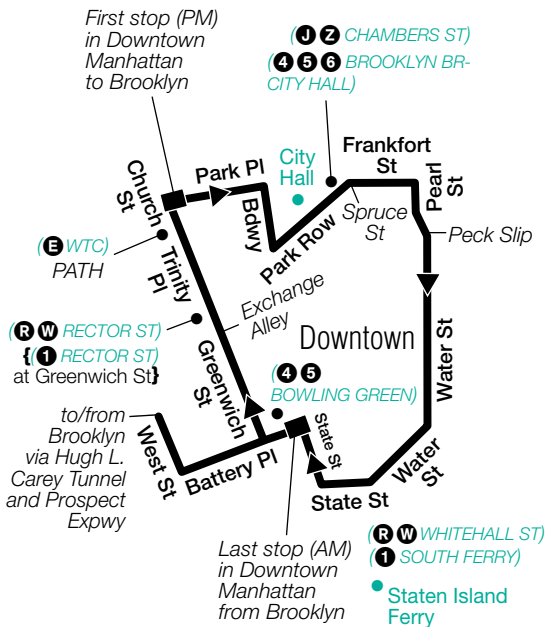 First stop (PM)
in Downtown
Manhattan
to Brooklyn
(J Z CHAMBERS ST)
(4 5 6 BROOKLYN BR-
CITY HALL)
City
Hall
Frankfort
St
Park Pl
Church
St
Bdwy
Park Row
Spruce
St
Pearl
St
Peck Slip
(E WTC)
PATH
Trinity
Pl
Exchange
Alley
Downtown
(R W RECTOR ST)
{(1 RECTOR ST)
at Greenwich St}
Greenwich
St
(4 5
BOWLING GREEN)
Water St
to/from
Brooklyn
via Hugh L.
Carey Tunnel
and Prospect
Expwy
West St
Battery Pl
State St
State St
Water
St
Last stop (AM)
in Downtown
Manhattan
from Brooklyn
(R W WHITEHALL ST)
(1 SOUTH FERRY)
Staten Island
Ferry